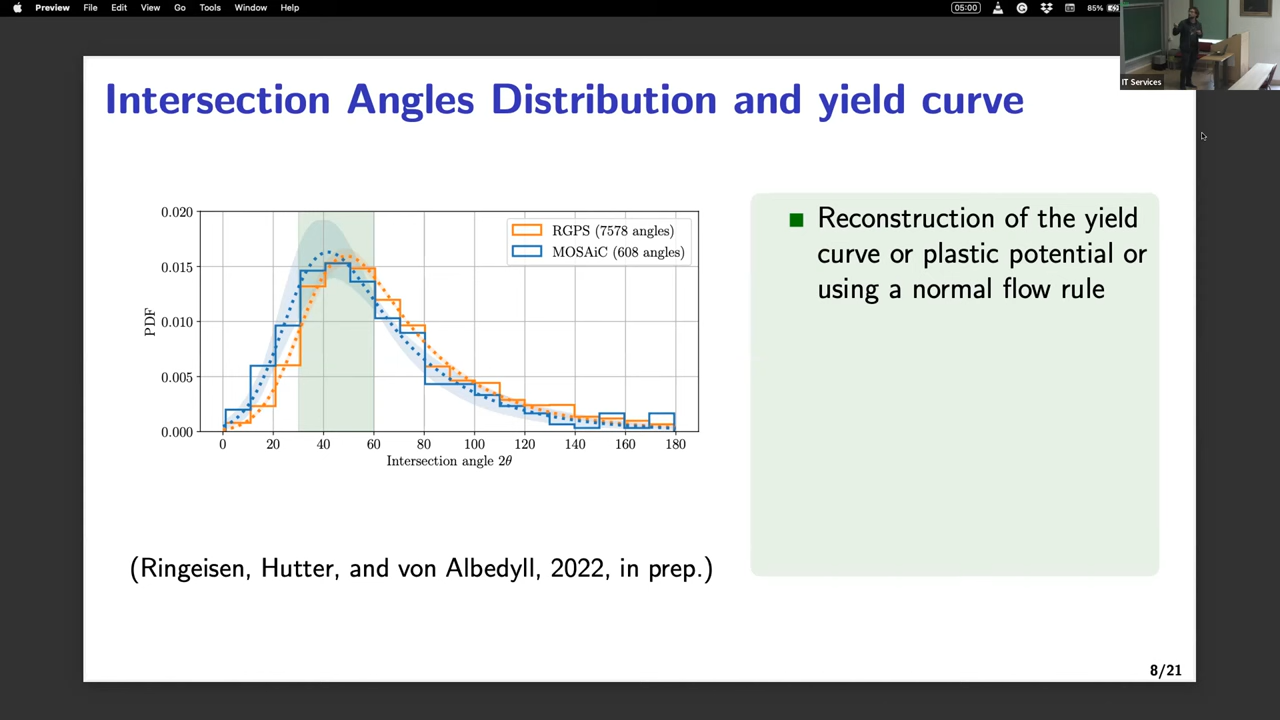 Preview File Edit View Go Tools Window Help 05:00 85%
IT Services
Intersection Angles Distribution and yield curve
0.020
0.015
0.010
0.005
0.000
PDF
RGPS (7578 angles)
MOSAiC (608 angles)
0 20 40 60 80 100 120 140 160 180
Intersection angle 2θ
(Ringeisen, Hutter, and von Albedyll, 2022, in prep.)
Reconstruction of the yield
curve or plastic potential or
using a normal flow rule
8/21